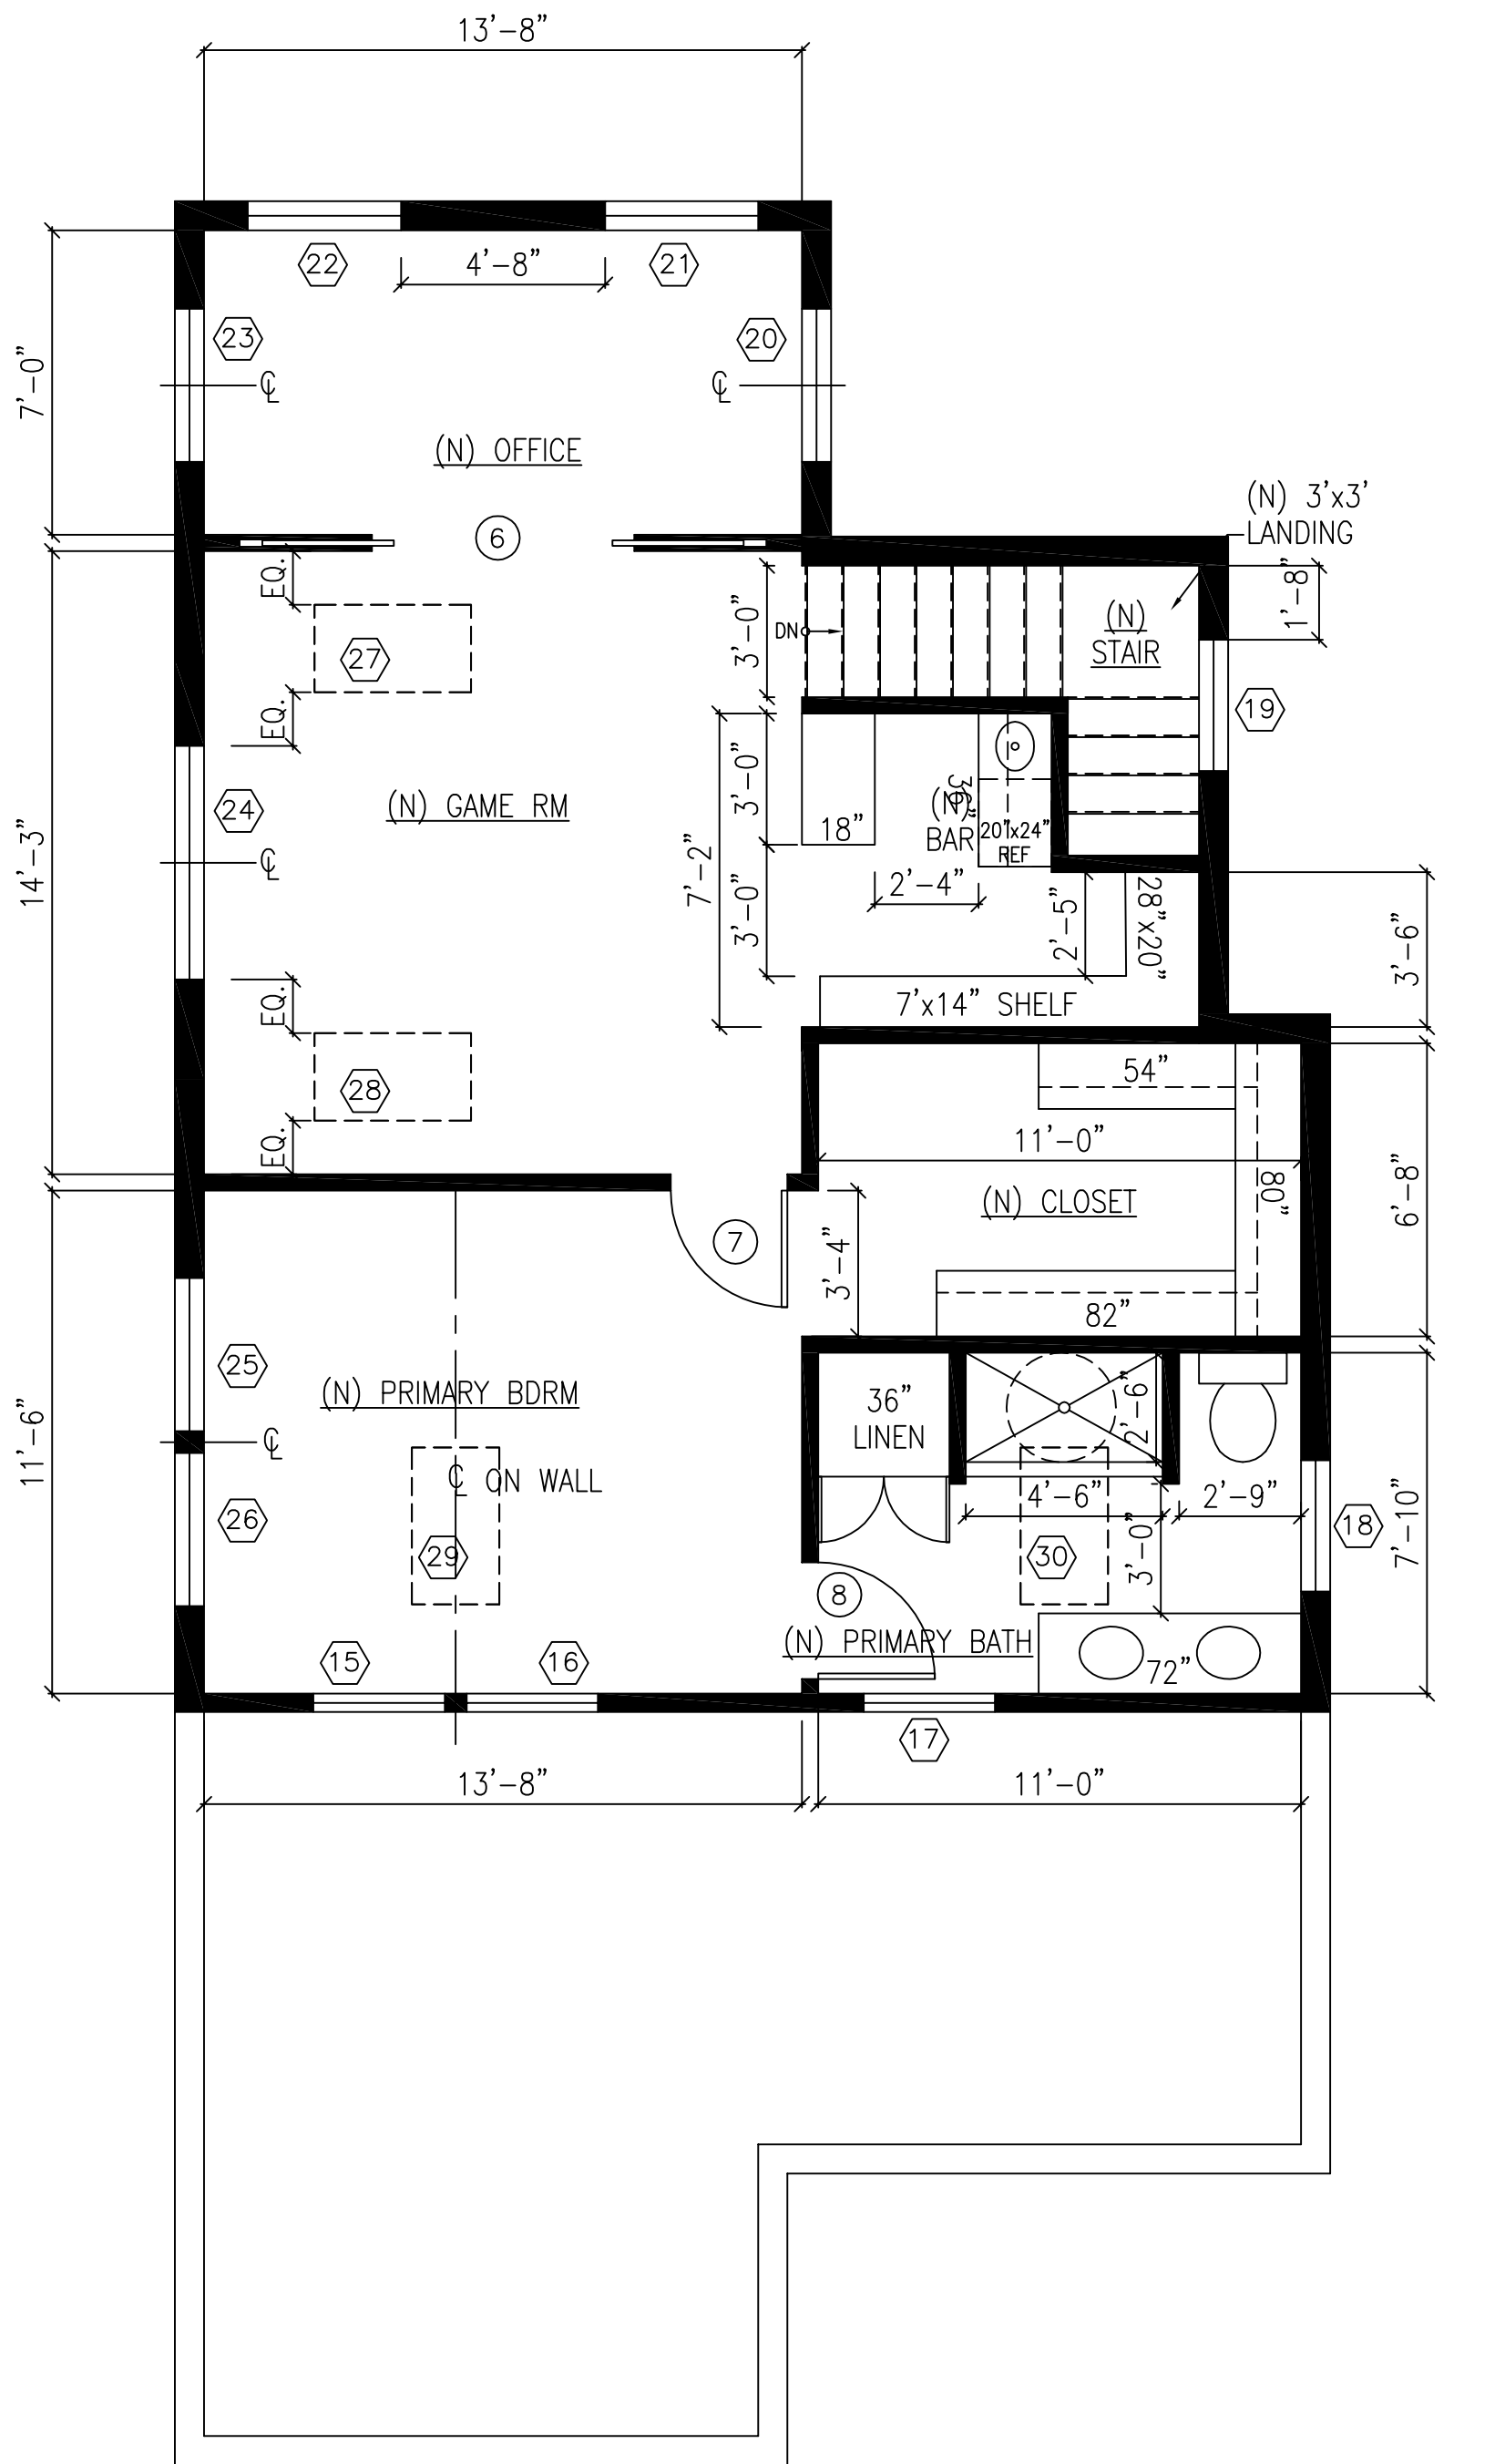 13'-8"
22
4'-8"
21
23
20
℄
℄
7'-0"
(N) OFFICE
(N) 3'x3'
LANDING
6
EQ.
1'-8"
3'-0"
DN
(N)
STAIR
27
EQ.
19
24
(N) GAME RM
℄
14'-3"
7'-2"
3'-0"
18"
36"
(N)
BAR
20"x24"
REF
2'-4"
3'-0"
2'-5"
28"x20"
3'-6"
EQ.
7'x14" SHELF
28
EQ.
54"
11'-0"
(N) CLOSET
80"
6'-8"
7
3'-4"
82"
25
(N) PRIMARY BDRM
36"
LINEN
2'-6"
℄
℄ ON WALL
11'-6"
26
29
4'-6"
2'-9"
18
7'-10"
3'-0"
30
8
15
16
(N) PRIMARY BATH
72"
17
13'-8"
11'-0"